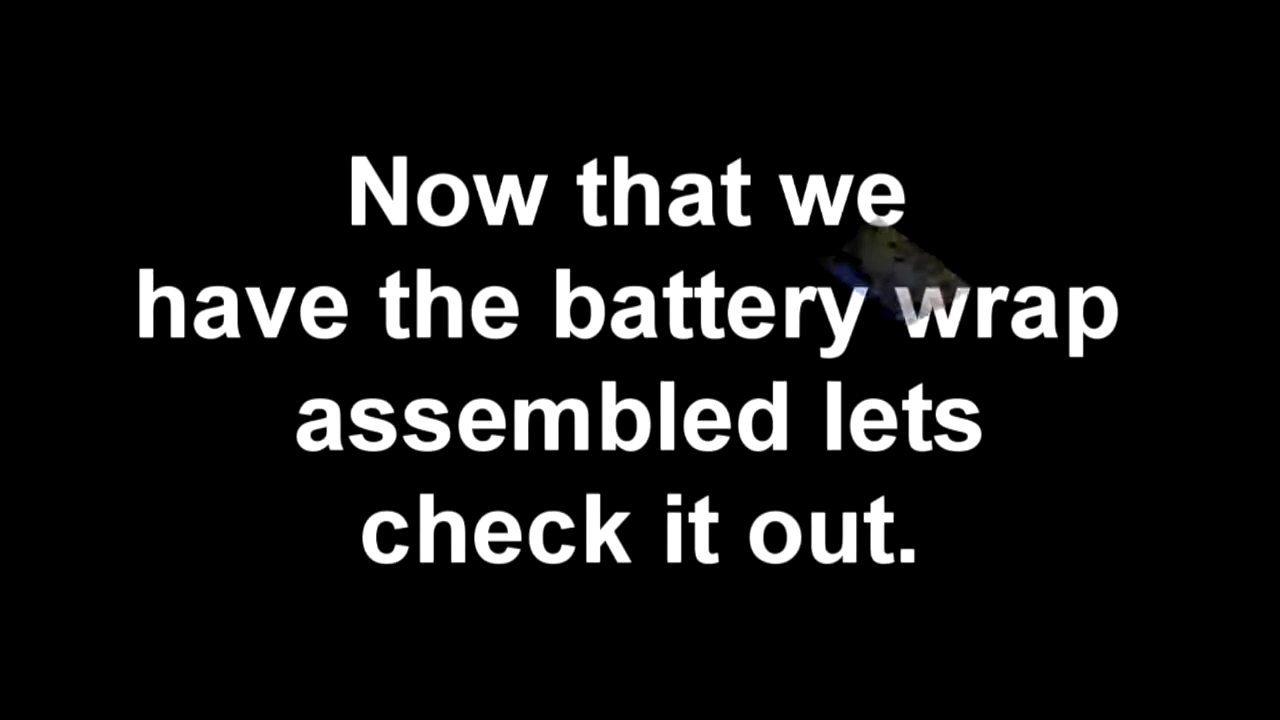 Now that we
have the battery wrap
assembled lets
check it out.